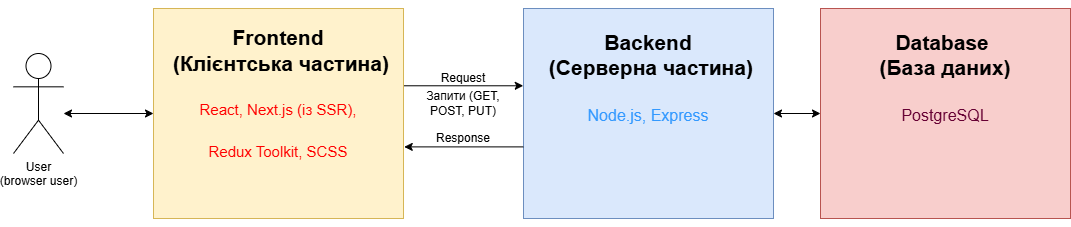 User
(browser user)
Frontend
(Клієнтська частина)
React, Next.js (із SSR),
Redux Toolkit, SCSS
Request
Запити (GET,
POST, PUT)
Response
Backend
(Серверна частина)
Node.js, Express
Database
(База даних)
PostgreSQL